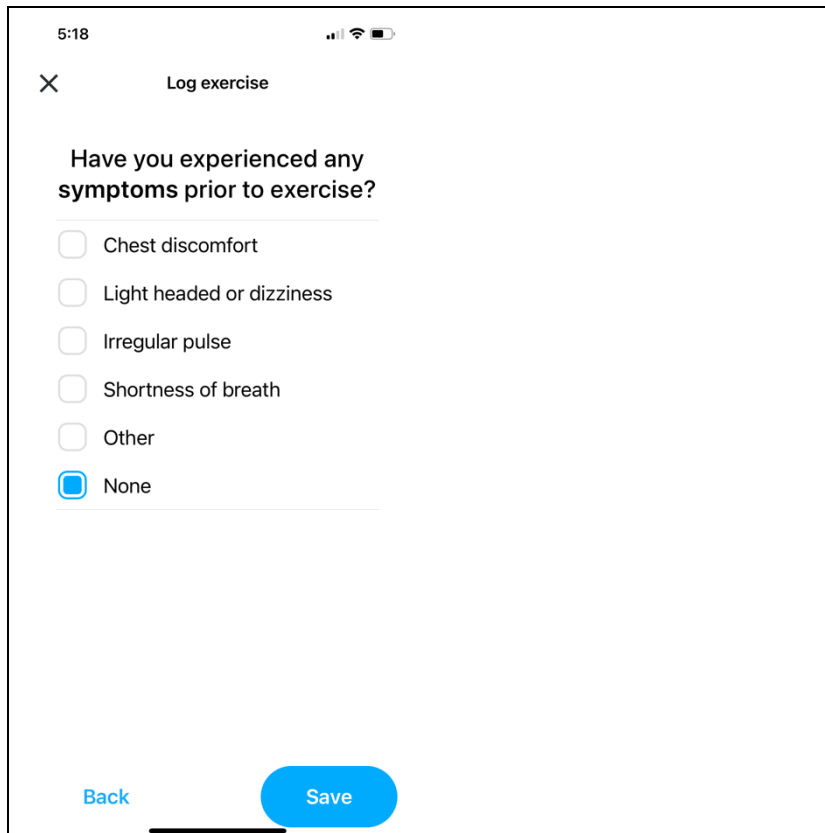 5:18
Log exercise
Have you experienced any
symptoms prior to exercise?
Chest discomfort
Light headed or dizziness
Irregular pulse
Shortness of breath
Other
None
Back
Save